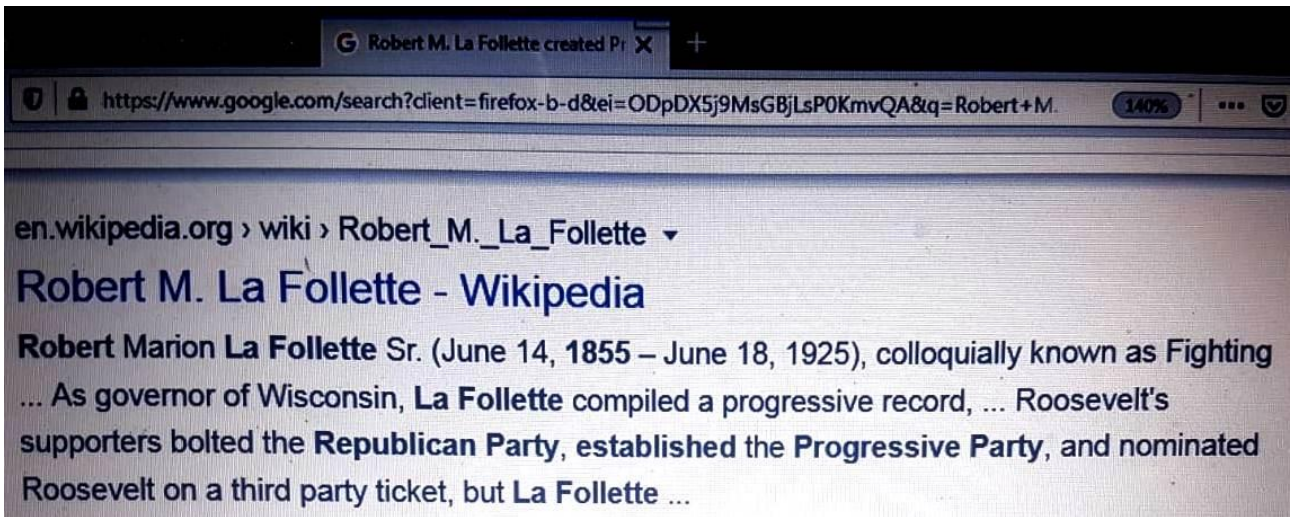 G Robert M. La Follette created Pr
https://www.google.com/search?client=firefox-b-d&ei=ODpDX5j9MsGBjLsP0KmvQA&q=Robert+M. 140%
en.wikipedia.org › wiki › Robert_M._La_Follette
Robert M. La Follette - Wikipedia
Robert Marion La Follette Sr. (June 14, 1855 – June 18, 1925), colloquially known as Fighting
... As governor of Wisconsin, La Follette compiled a progressive record, ... Roosevelt's
supporters bolted the Republican Party, established the Progressive Party, and nominated
Roosevelt on a third party ticket, but La Follette ...